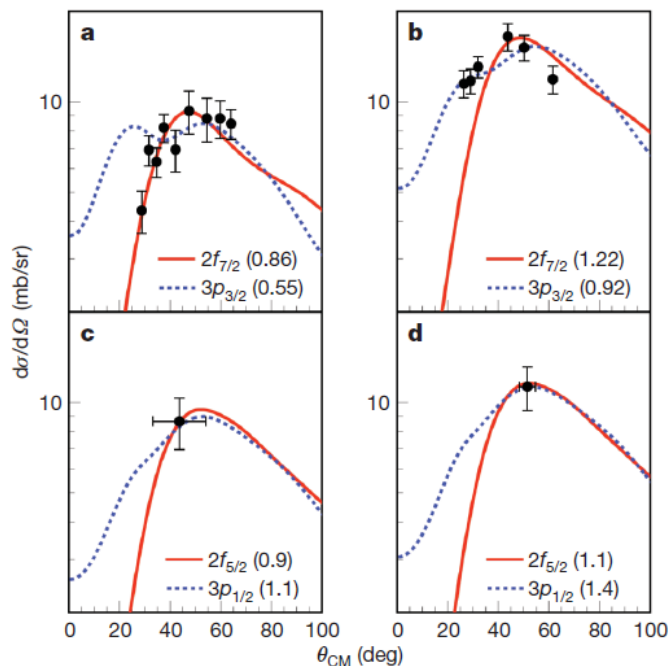 a
b
10
10
2f7/2 (0.86)
3p3/2 (0.55)
2f7/2 (1.22)
3p3/2 (0.92)
dσ/dΩ (mb/sr)
c
d
10
10
2f5/2 (0.9)
3p1/2 (1.1)
2f5/2 (1.1)
3p1/2 (1.4)
0 20 40 60 80 100
0 20 40 60 80 100
θCM (deg)